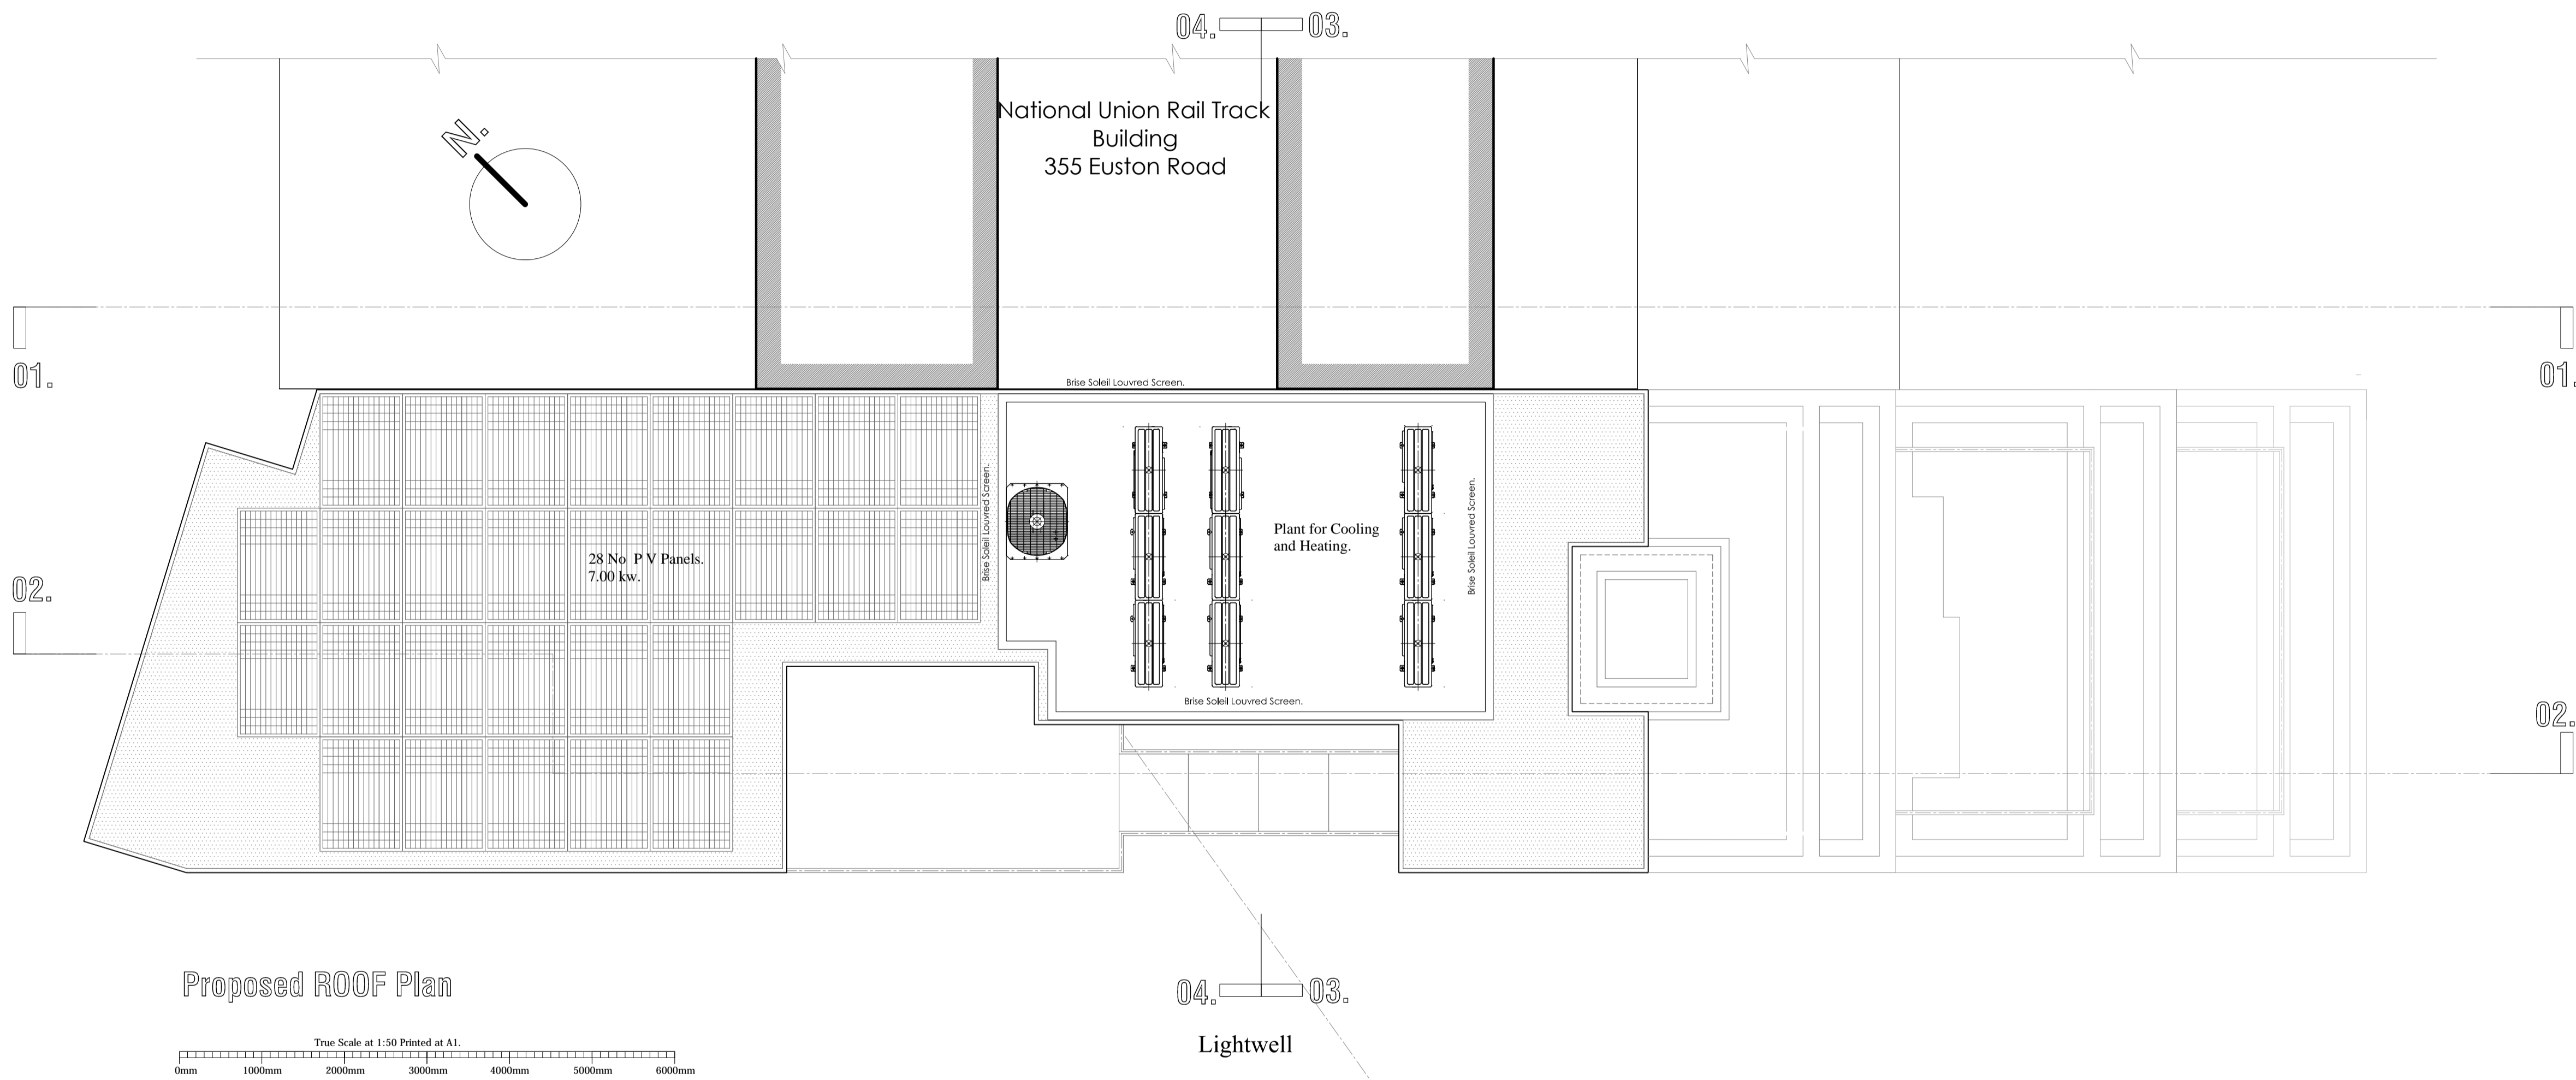 04.
03.
N.
National Union Rail Track
Building
355 Euston Road
01.
01.
Brise Soleil Louvred Screen.
Brise Soleil Louvred Screen.
Brise Soleil Louvred Screen.
Plant for Cooling
and Heating.
28 No P V Panels.
7.00 kw.
02.
Brise Soleil Louvred Screen.
02.
Proposed ROOF Plan
04.
03.
Lightwell
True Scale at 1:50 Printed at A1.
0mm 1000mm 2000mm 3000mm 4000mm 5000mm 6000mm